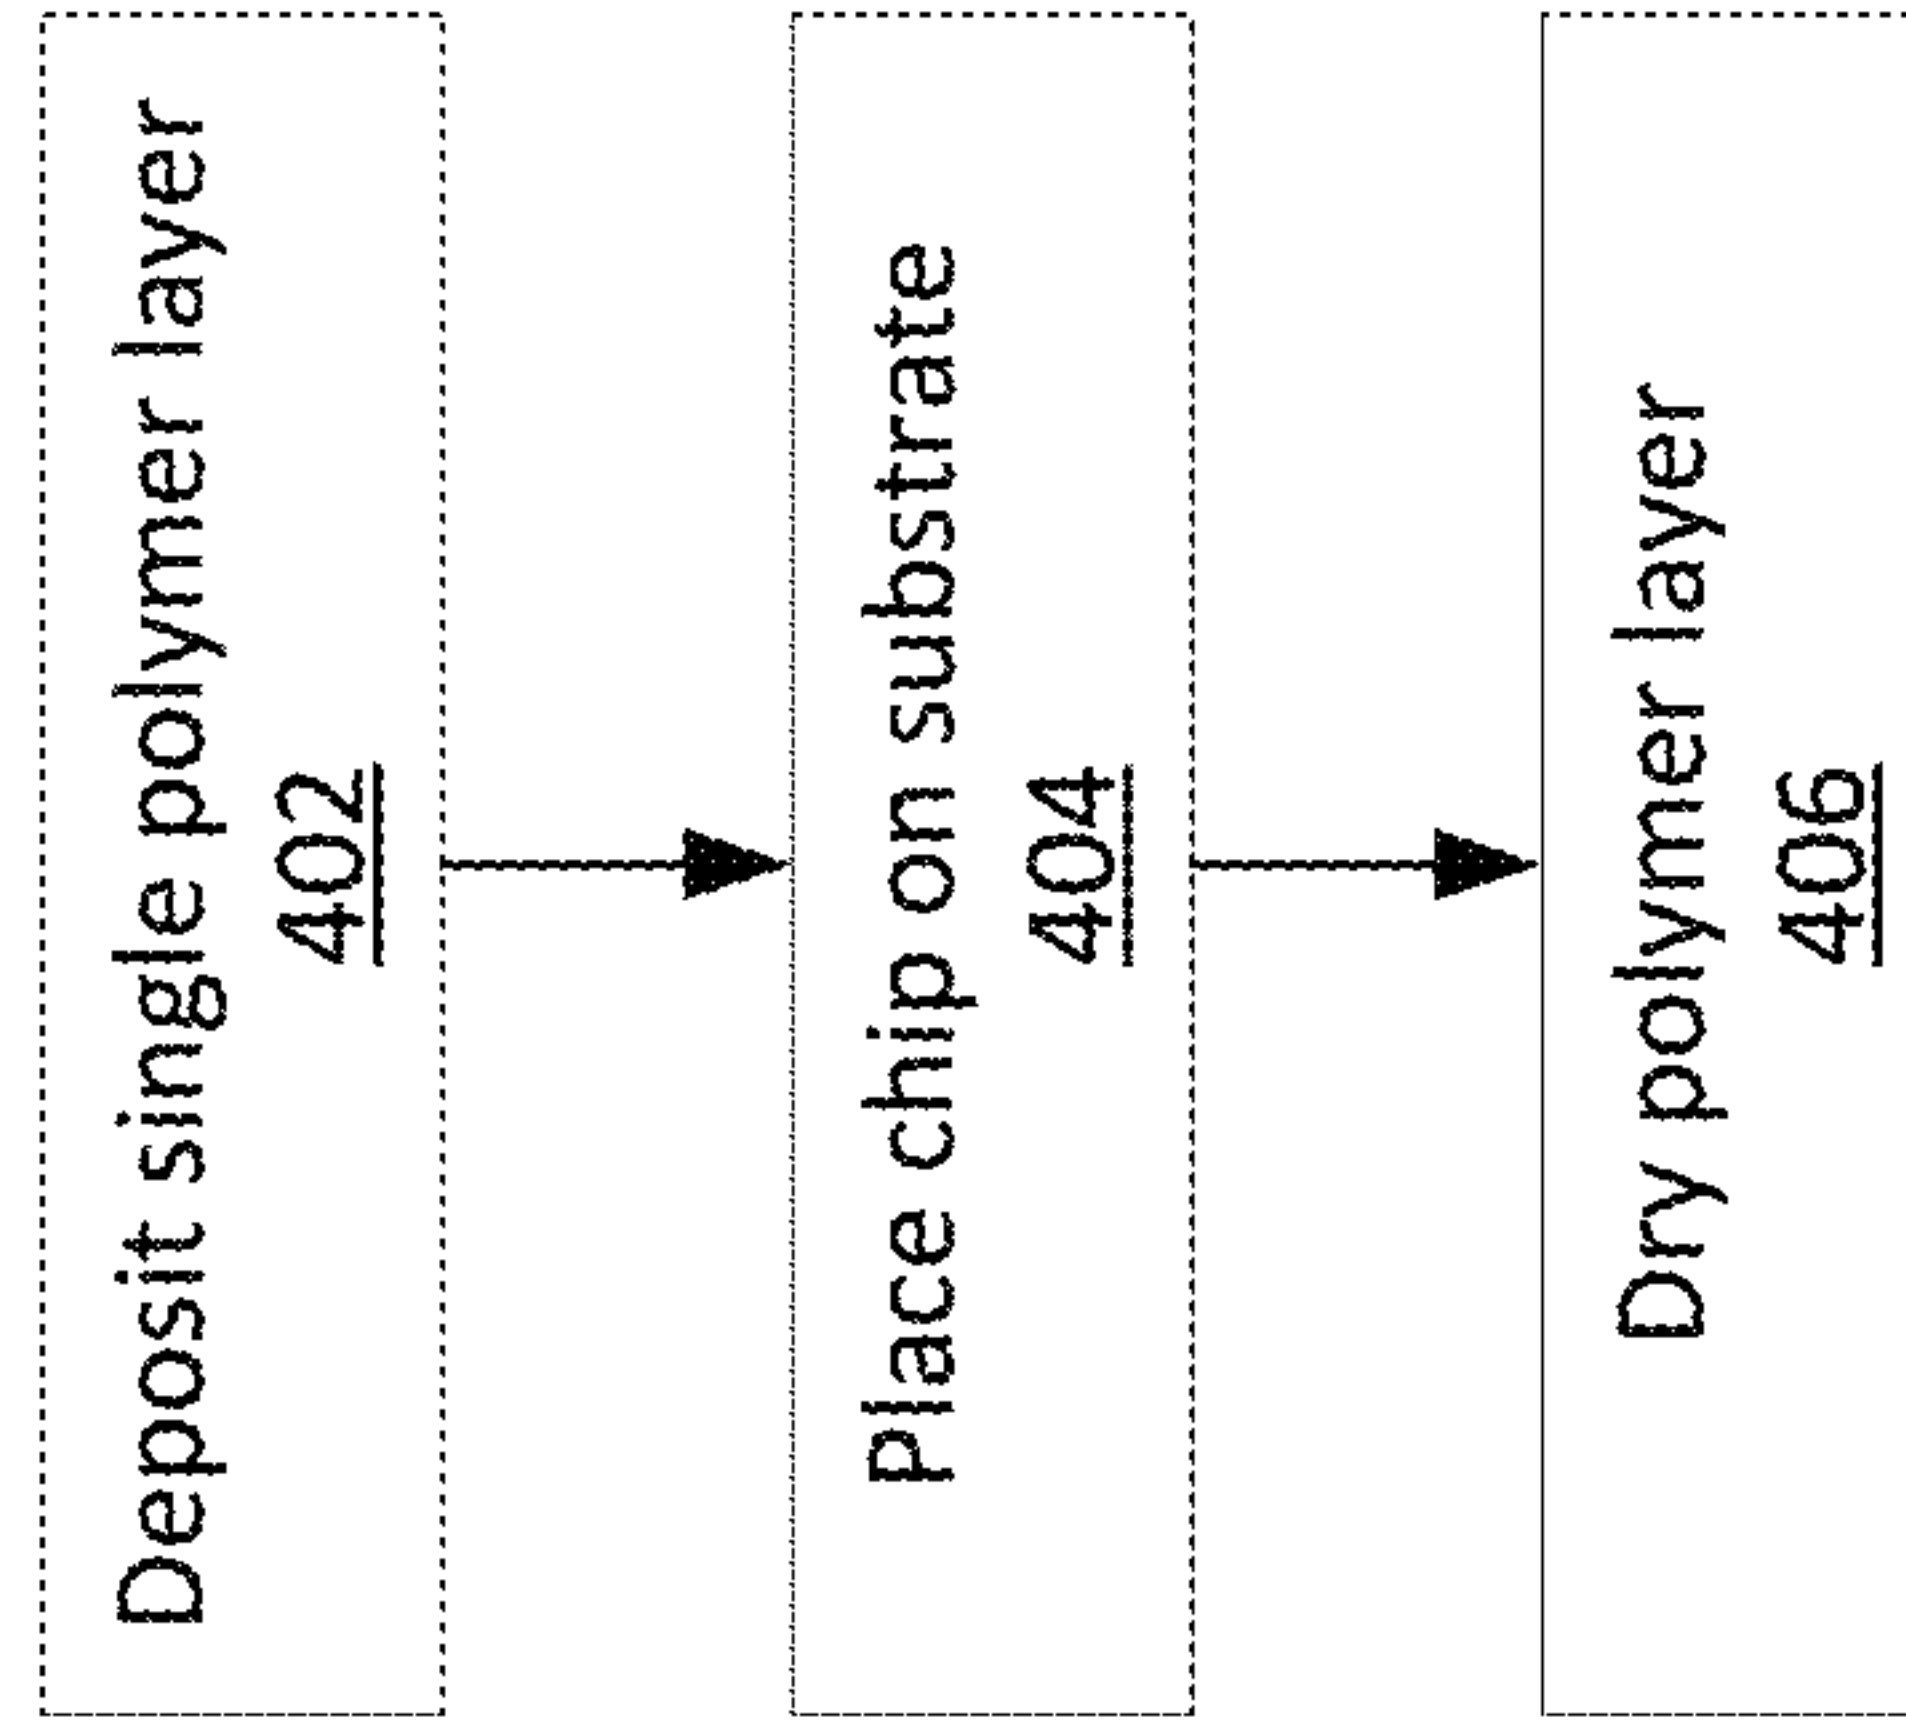 Deposit single polymer layer
402
Place chip on substrate
404
Dry polymer layer
406